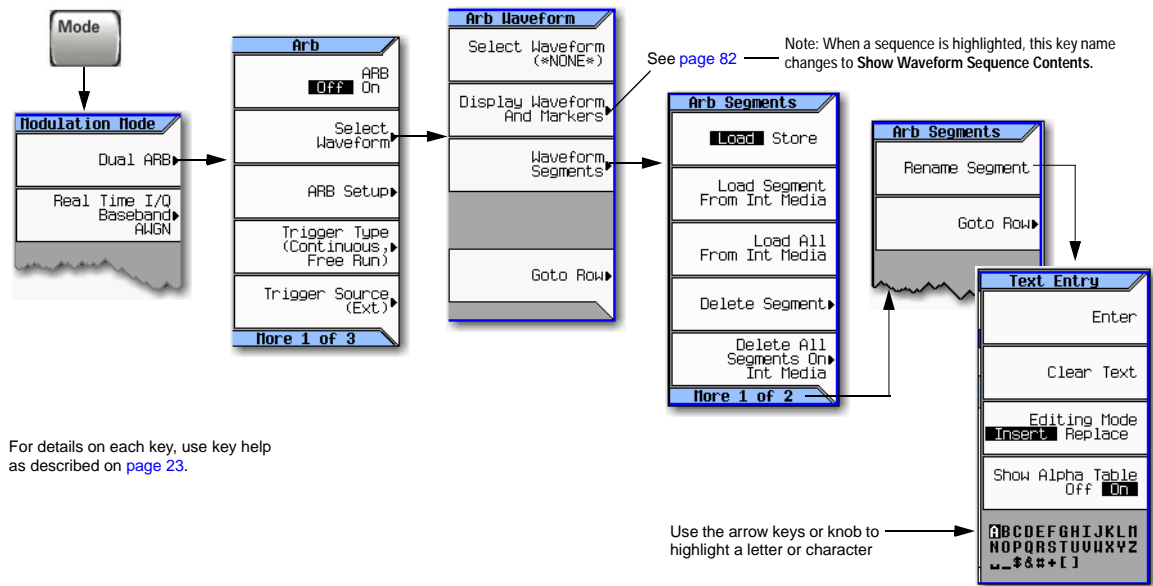 Mode
Modulation Mode
Dual ARB
Real Time I/Q
Baseband
AWGN
Arb
ARB
Off On
Select
Waveform
ARB Setup
Trigger Type
(Continuous,
Free Run)
Trigger Source
(Ext)
More 1 of 3
Arb Waveform
Select Waveform
(*NONE*)
Display Waveform
And Markers
Waveform
Segments
Goto Row
See page 82
Note: When a sequence is highlighted, this key name
changes to Show Waveform Sequence Contents.
Arb Segments
Load Store
Load Segment
From Int Media
Load All
From Int Media
Delete Segment
Delete All
Segments On
Int Media
More 1 of 2
Arb Segments
Rename Segment
Goto Row
Text Entry
Enter
Clear Text
Editing Mode
Insert Replace
Show Alpha Table
Off On
ABCDEFGHIJKLM
NOPQRSTUVWXYZ
␣_$&#+[]
Use the arrow keys or knob to
highlight a letter or character
For details on each key, use key help
as described on page 23.